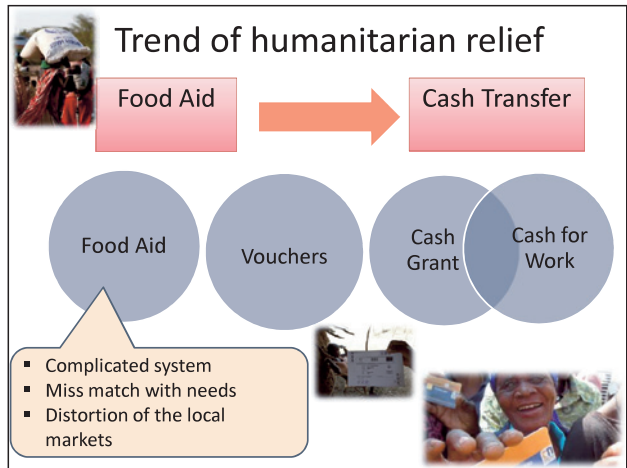 Trend of humanitarian relief
Food Aid
Cash Transfer
Food Aid
Vouchers
Cash
Grant
Cash for
Work
▪ Complicated system
▪ Miss match with needs
▪ Distortion of the local
markets